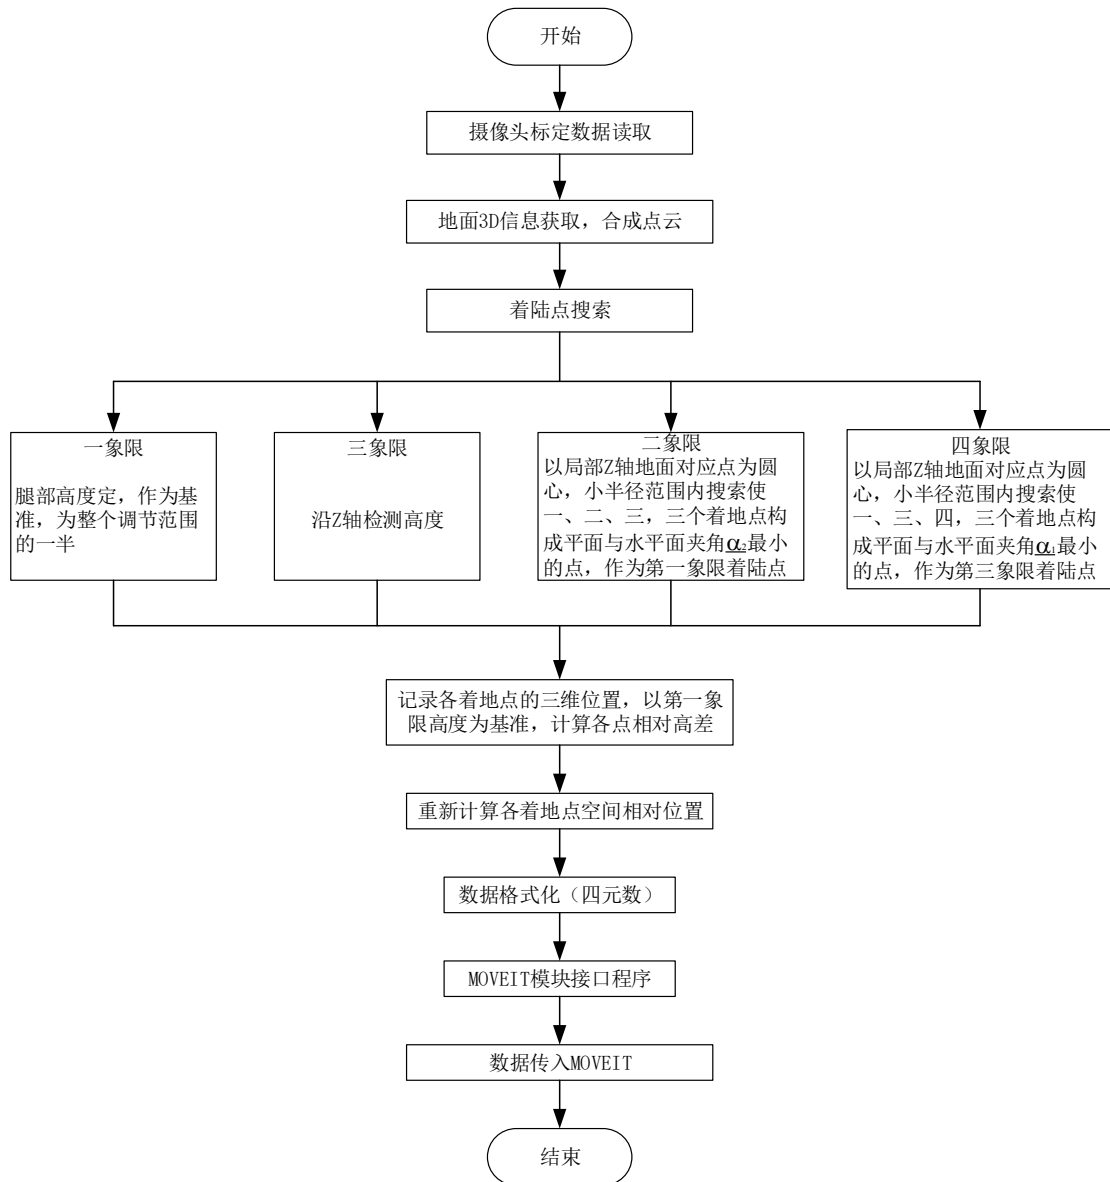 开始
摄像头标定数据读取
地面3D信息获取，合成点云
着陆点搜索
一象限
腿部高度定，作为基
准，为整个调节范围
的一半
三象限
沿Z轴检测高度
二象限
以局部Z轴地面对应点为圆
心，小半径范围内搜索使
一、二、三，三个着地点构
成平面与水平面夹角α₂最小
的点，作为第一象限着陆点
四象限
以局部Z轴地面对应点为圆
心，小半径范围内搜索使
一、三、四，三个着地点构
成平面与水平面夹角α₁最小
的点，作为第三象限着陆点
记录各着地点的三维位置，以第一象
限高度为基准，计算各点相对高差
重新计算各着地点空间相对位置
数据格式化（四元数）
MOVEIT模块接口程序
数据传入MOVEIT
结束